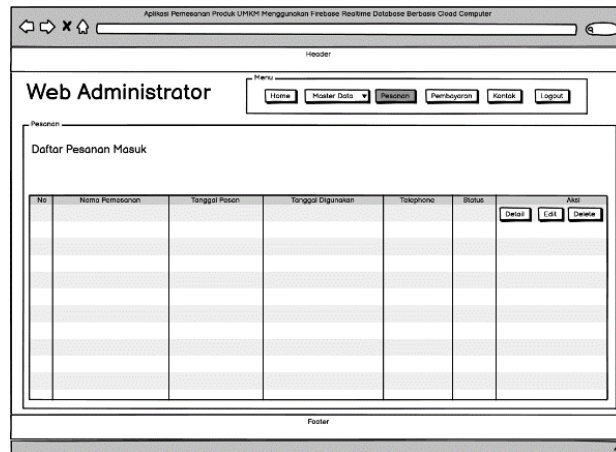 Aplikasi Pemesanan Produk UMKM Menggunakan Firebase Realtime Database Berbasis Cloud Computer
Header
Web Administrator
Menu
Home Master Data Pesanan Pembayaran Kontak Logout
Pesanan
Daftar Pesanan Masuk
No Nama Pemesanan Tanggal Pesan Tanggal Digunakan Telephone Status Aksi
Detail Edit Delete
Footer